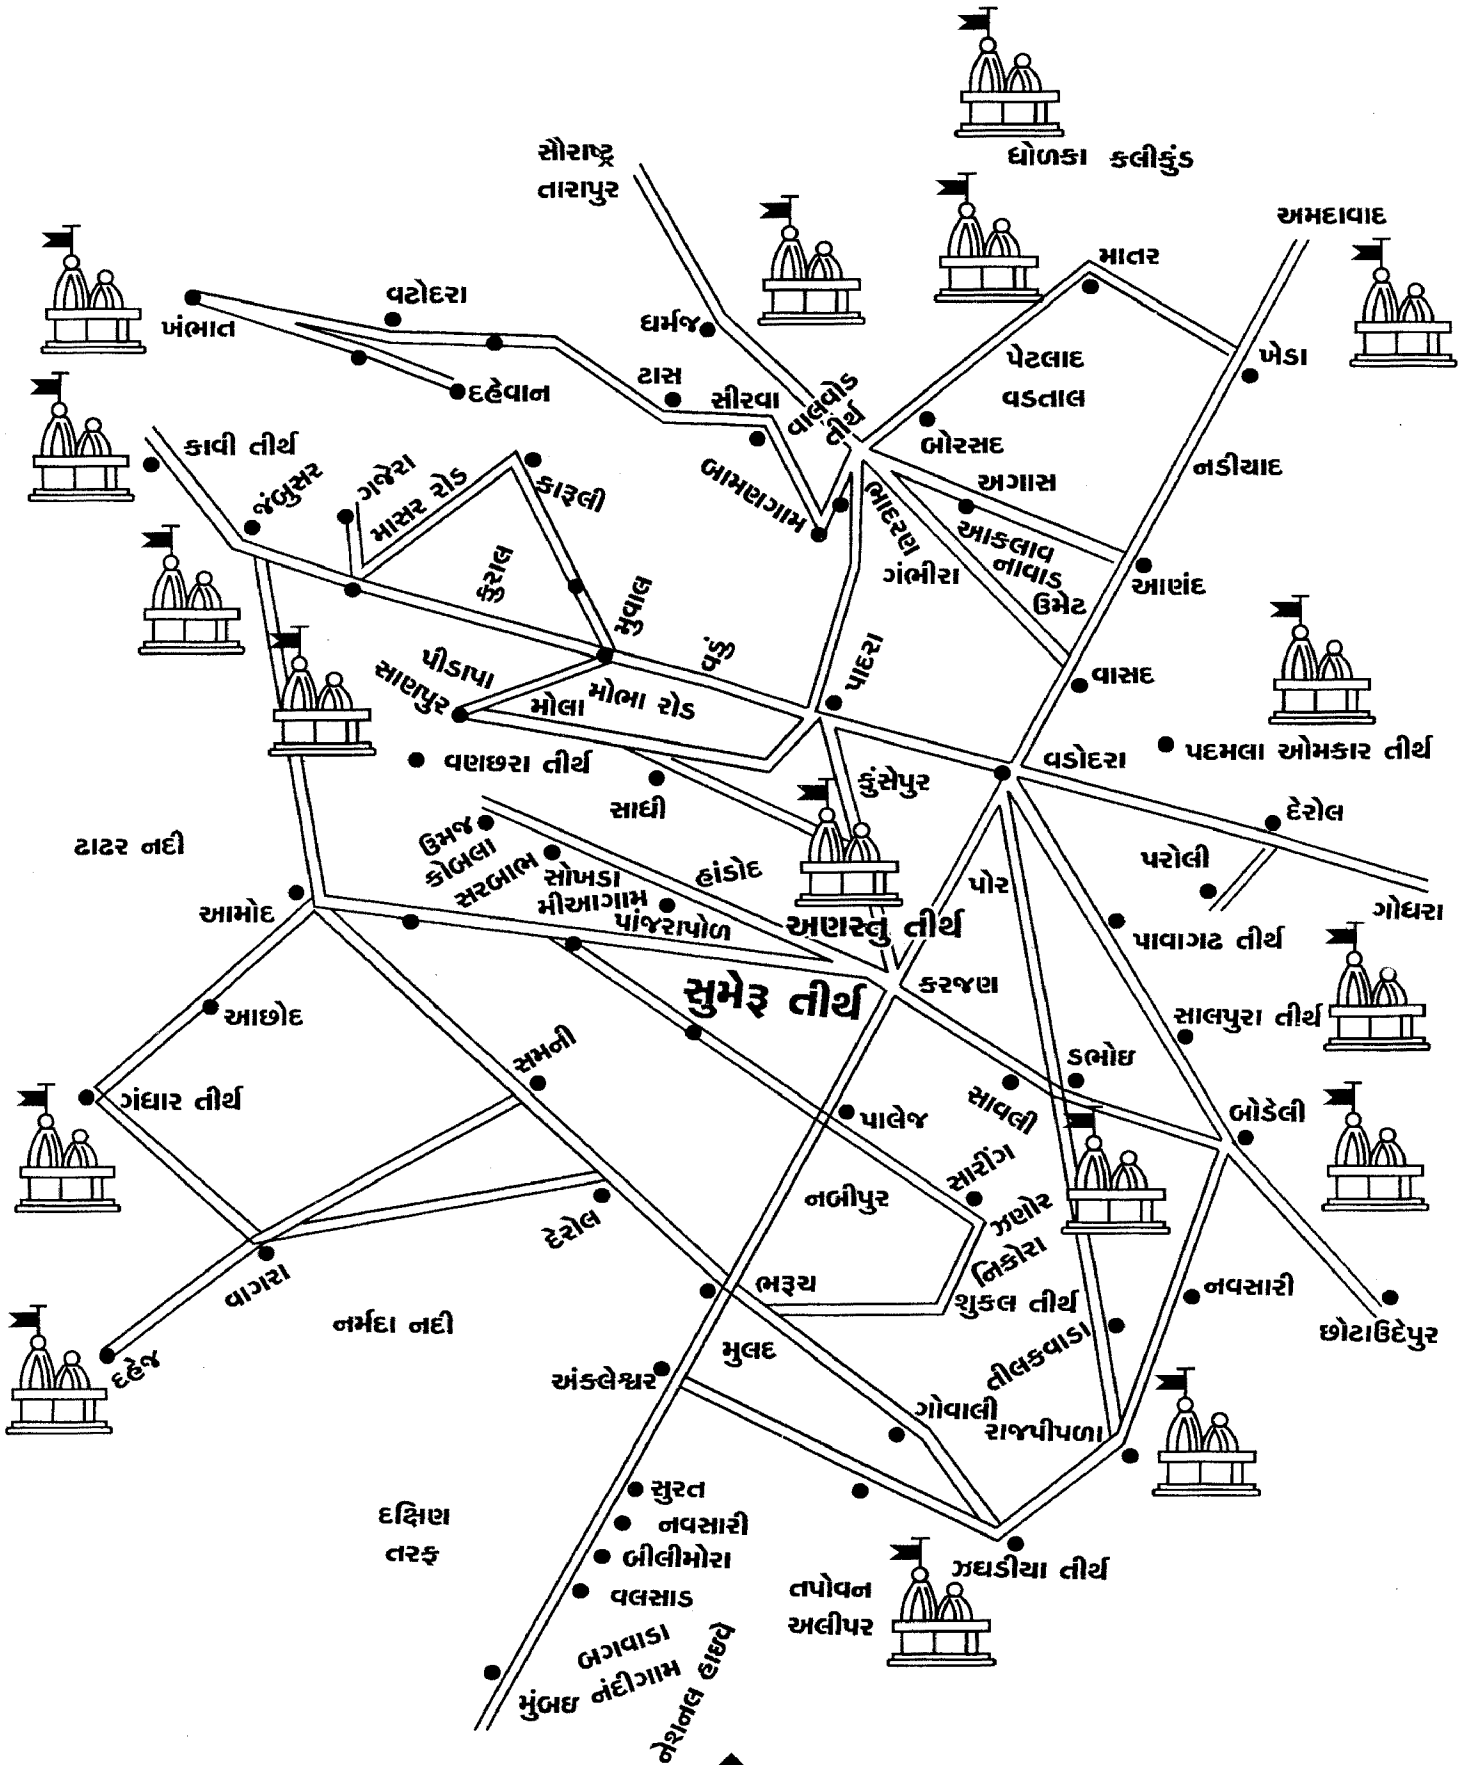 ધોળકા કલીકુંડ
સૌરાષ્ટ્ર
તારાપુર
અમદાવાદ
માતર
વટોદરા
ખંભાત
ધર્મજ
ખેડા
પેટલાદ
વડતાલ
ટાસ
દહેવાન
સીરવા
વાલવોડ
તીર્થ
બોરસદ
કાવી તીર્થ
જંબુસર
ગજેરા
માસર રોડ
કારૂલી
બામણગામ
નડીયાદ
અગાસ
ભાદરણ
ગંભીરા
આકલાવ
નાવાડ
ઉમેટ
આણંદ
કુરાલ
મુવાલ
વડું
પાદરા
વાસદ
પીડાપા
સાણપુર
મોલા
મોભા રોડ
વણછરા તીર્થ
વડોદરા
પદમલા ઓમકાર તીર્થ
સાધી
કુંસેપુર
દેરોલ
ઢાઢર નદી
ઉમજ
કોબલા
સરબાભ
સોખડા
મીઆગામ
પાંજરાપોળ
હાંડોદ
પોર
પરોલી
ગોધરા
આમોદ
અણસ્તુ તીર્થ
પાવાગઢ તીર્થ
સુમેરૂ તીર્થ
કરજણ
આછોદ
સાલપુરા તીર્થ
સમની
ડભોઇ
ગંધાર તીર્થ
સાવલી
બોડેલી
પાલેજ
સારીંગ
નબીપુર
ઝણોર
નિકોરા
દેરોલ
વાગરા
ભરૂચ
શુકલ તીર્થ
નવસારી
નર્મદા નદી
છોટાઉદેપુર
મુલદ
તીલકવાડા
દહેજ
અંકલેશ્વર
ગોવાલી
રાજપીપળા
સુરત
દક્ષિણ
તરફ
નવસારી
બીલીમોરા
ઝઘડીયા તીર્થ
વલસાડ
તપોવન
અલીપર
બગવાડા
મુંબઇ નંદીગામ
નેશનલ હાઇવે